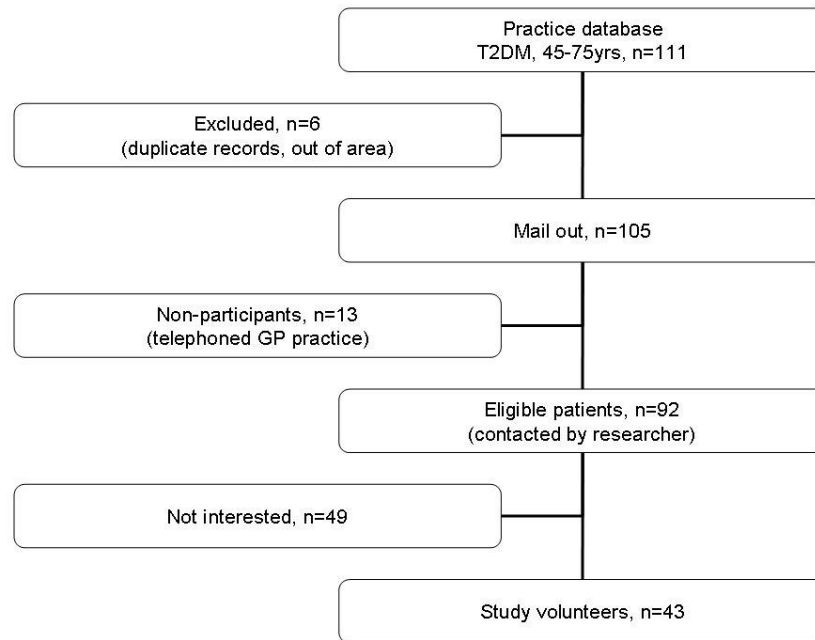 Practice database
T2DM, 45-75yrs, n=111
Excluded, n=6
(duplicate records, out of area)
Mail out, n=105
Non-participants, n=13
(telephoned GP practice)
Eligible patients, n=92
(contacted by researcher)
Not interested, n=49
Study volunteers, n=43